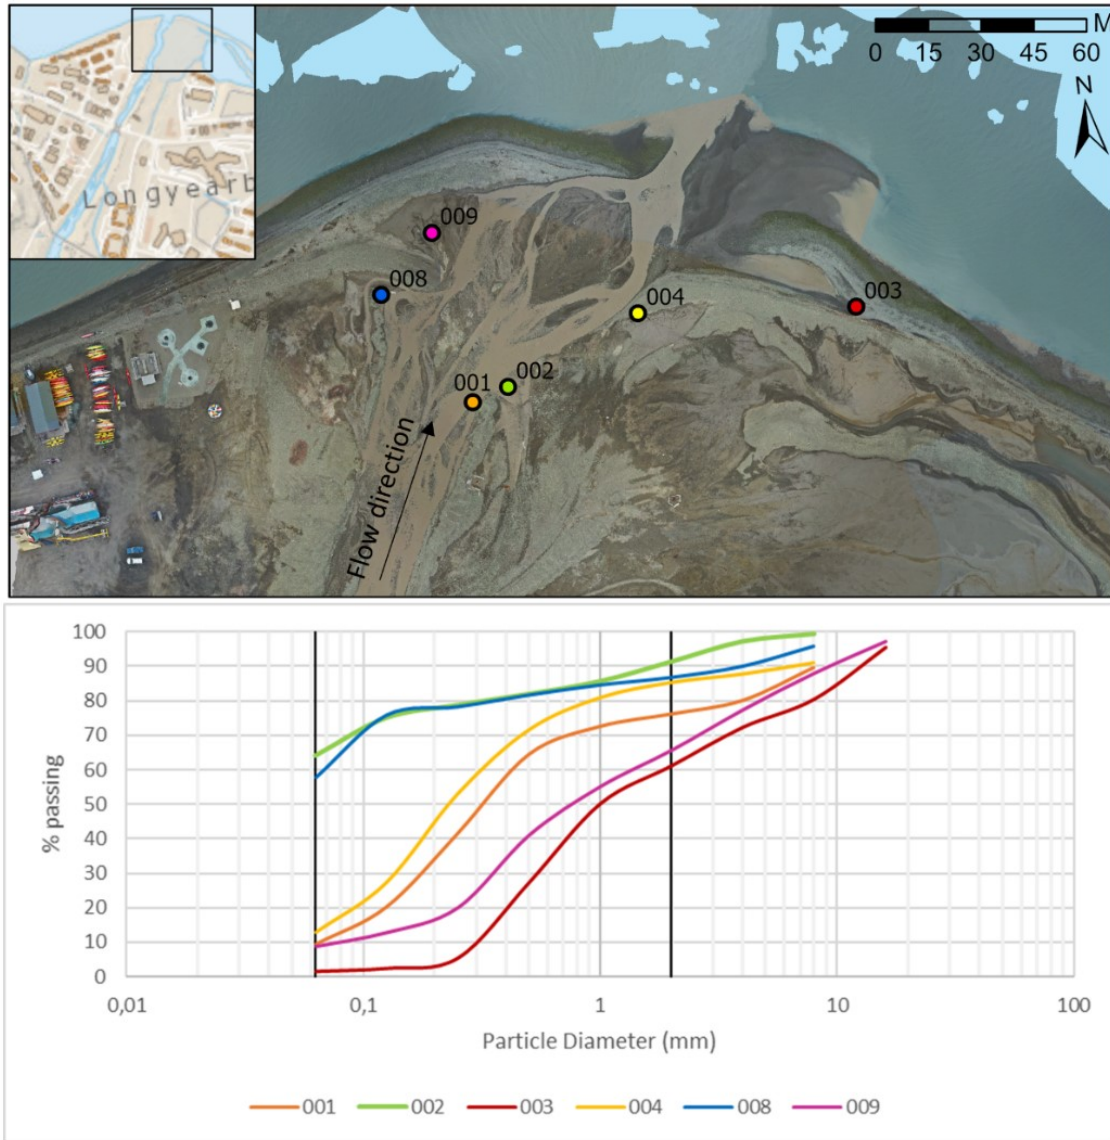 M
0 15 30 45 60
N
Longyearb
009
008
004
003
001
002
Flow direction
100
90
80
70
60
50
40
30
20
10
0
% passing
0,01 0,1 1 10 100
Particle Diameter (mm)
001 002 003 004 008 009